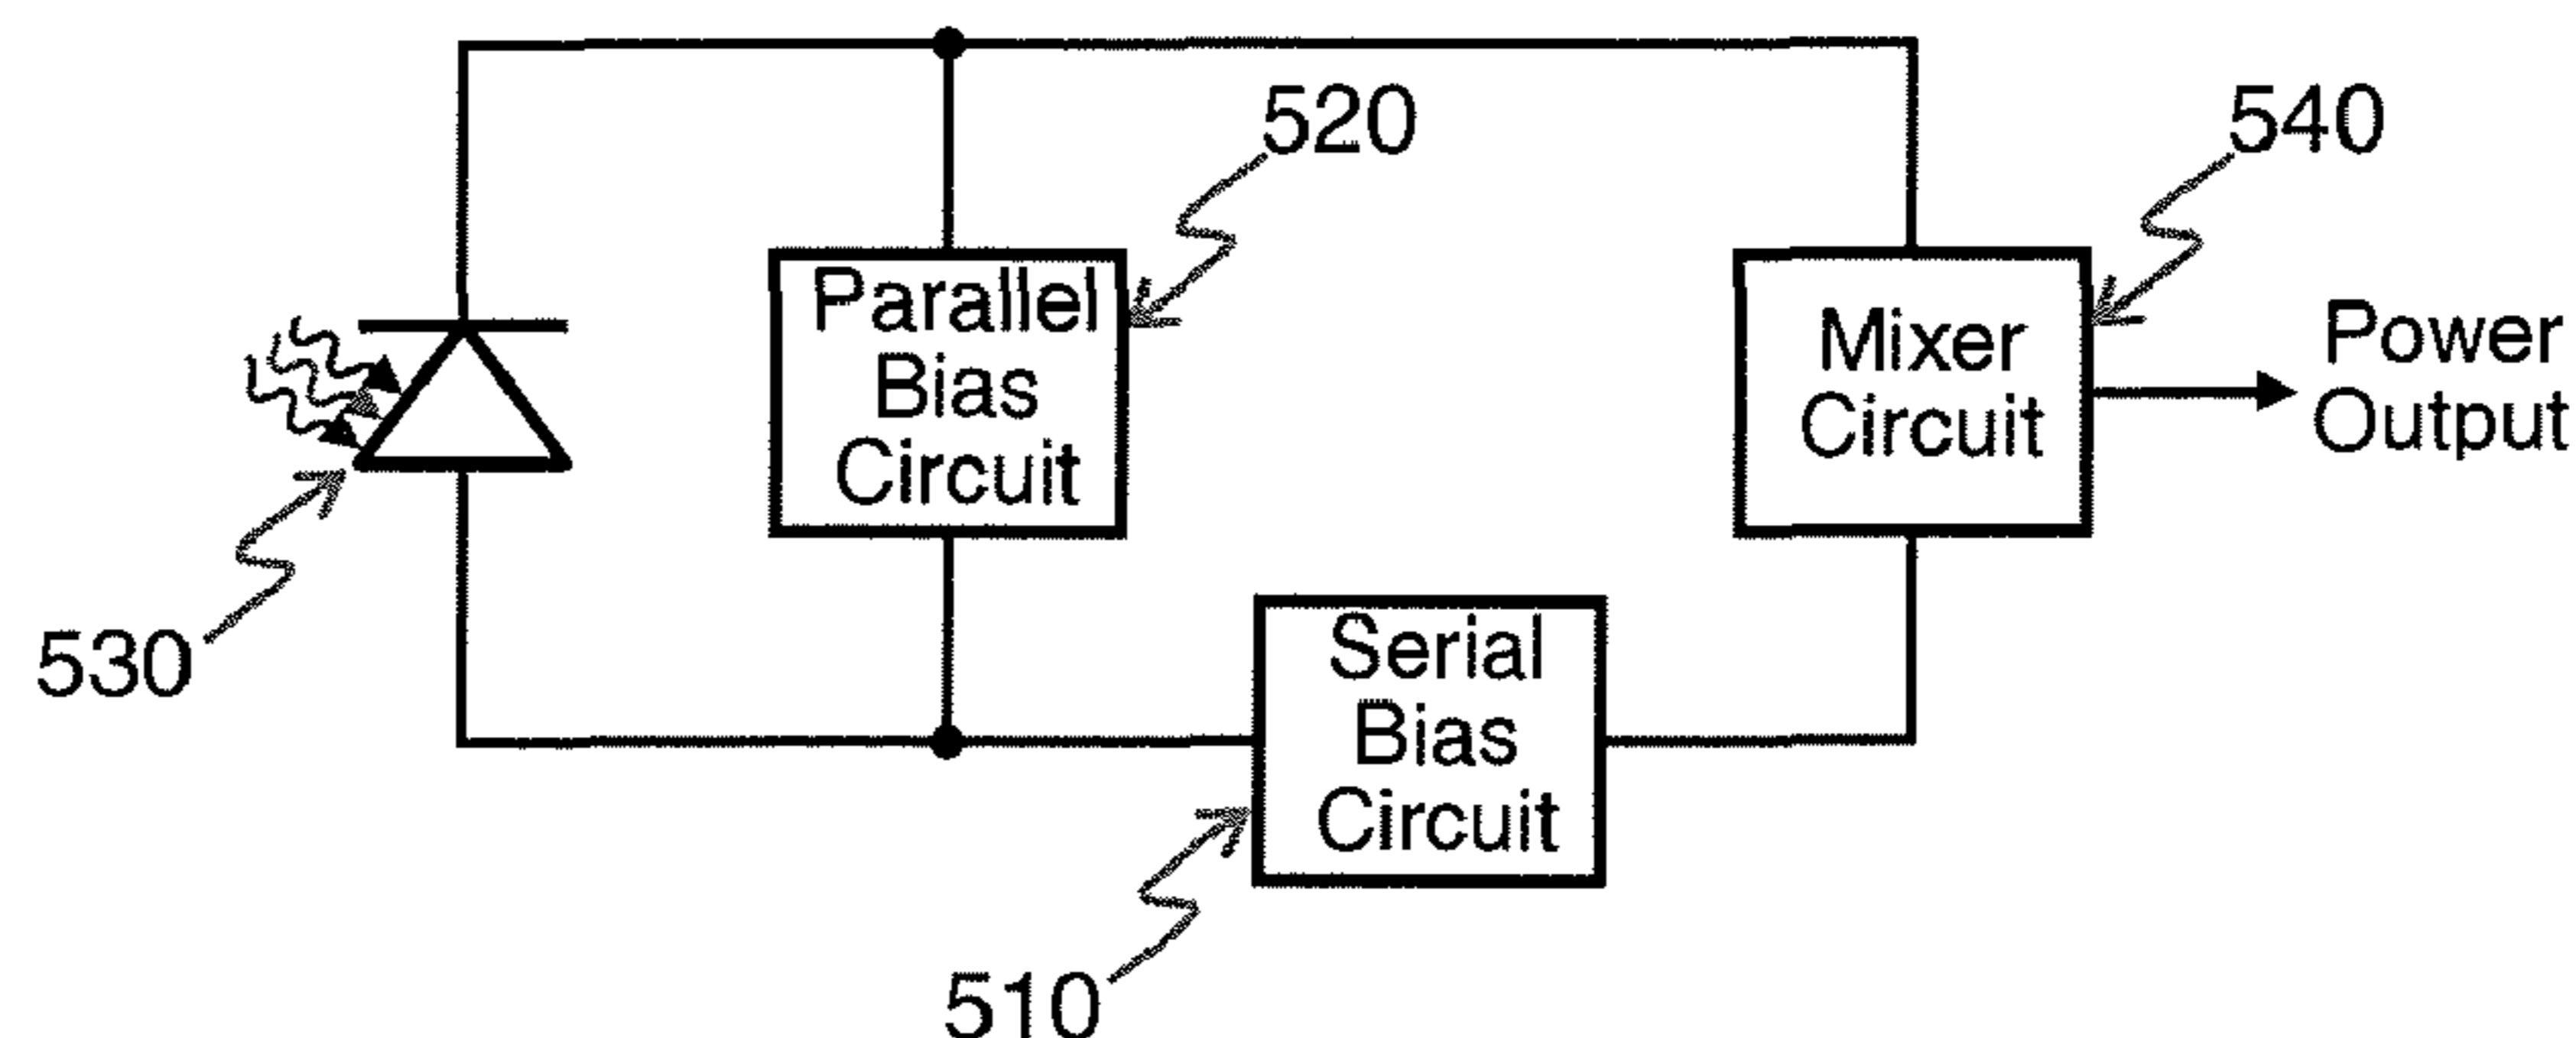 520
540
Parallel
Bias
Circuit
Mixer
Circuit
Power
Output
530
Serial
Bias
Circuit
510